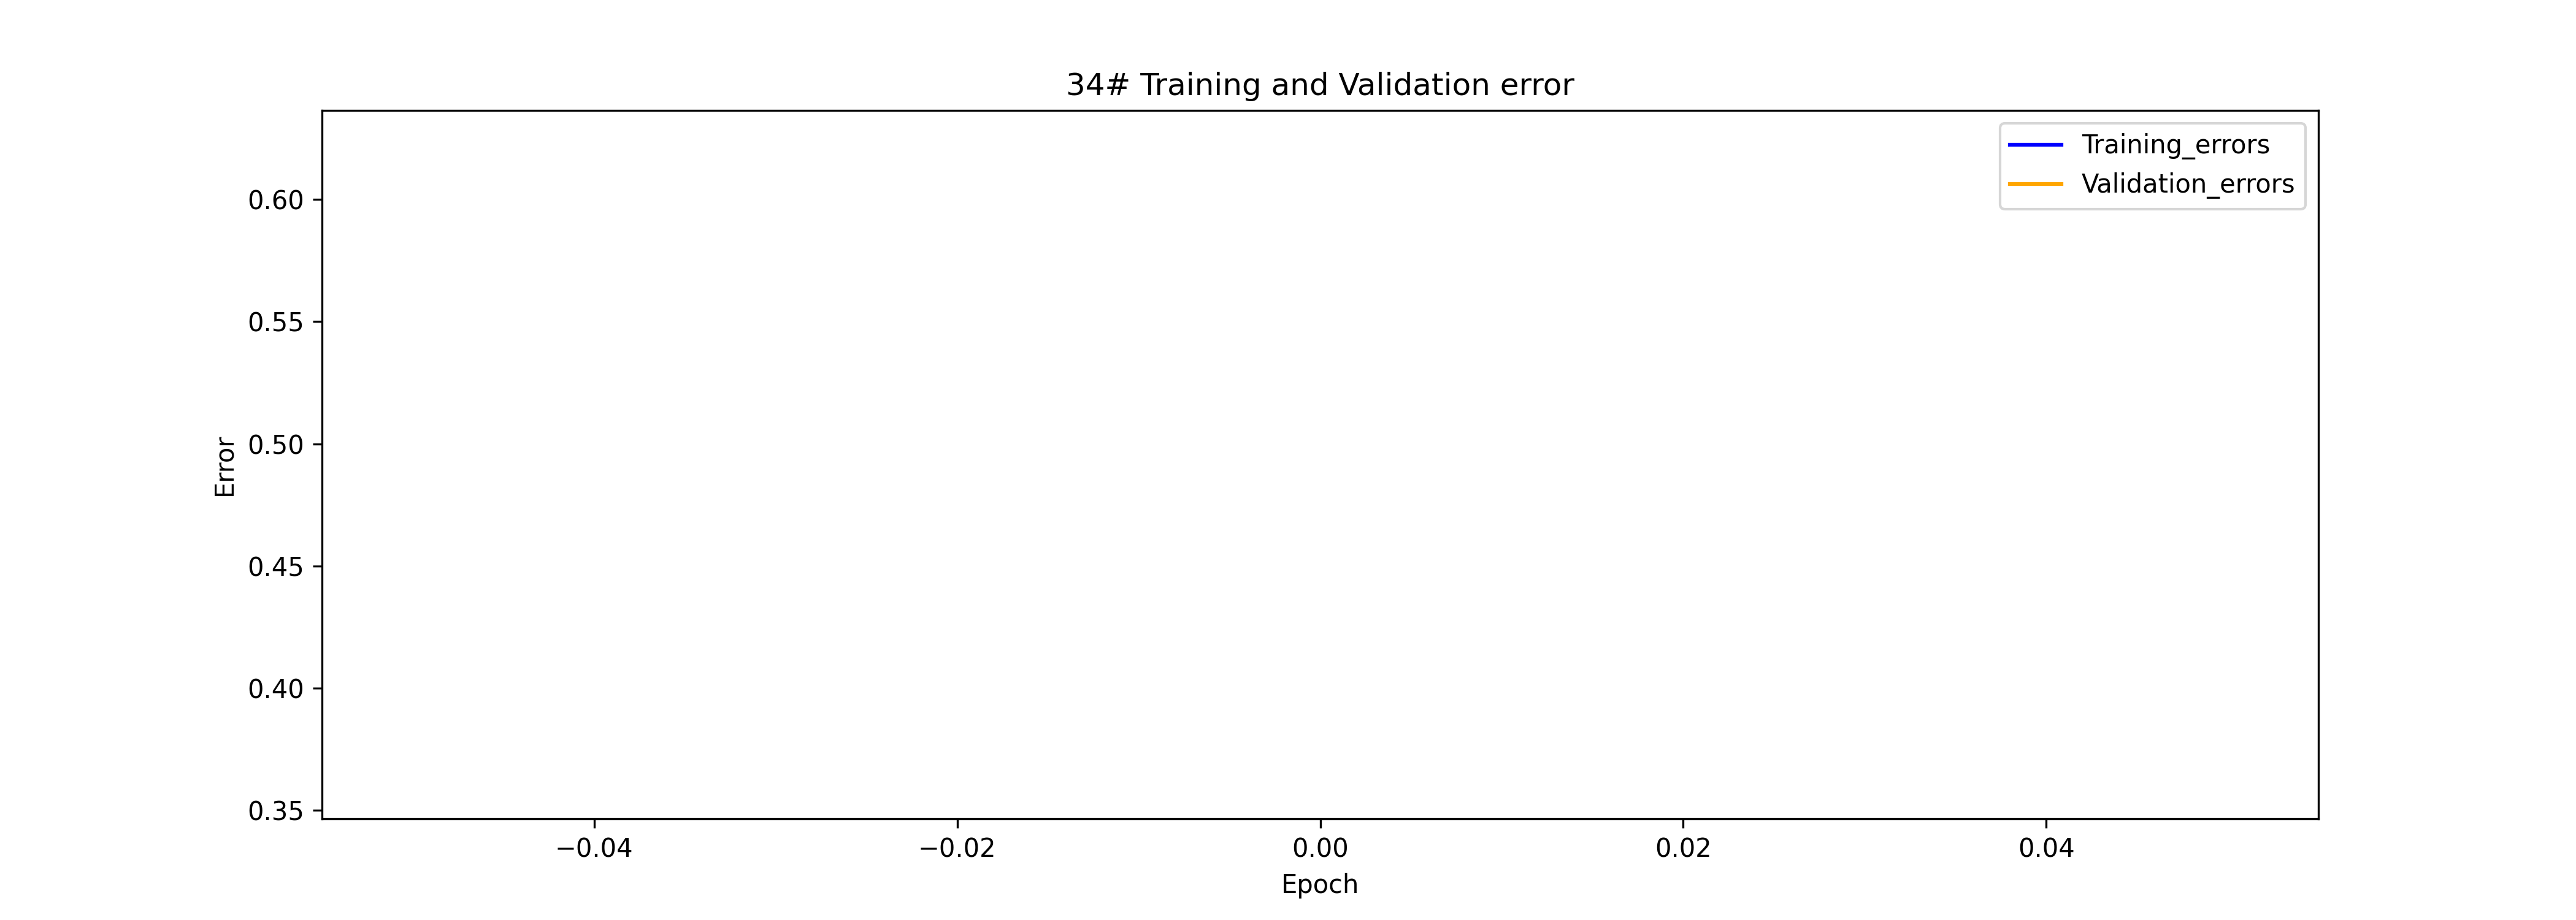 34# Training and Validation error
Training_errors
Validation_errors
0.60
0.55
0.50
0.45
0.40
0.35
Error
−0.04
−0.02
0.00
0.02
0.04
Epoch